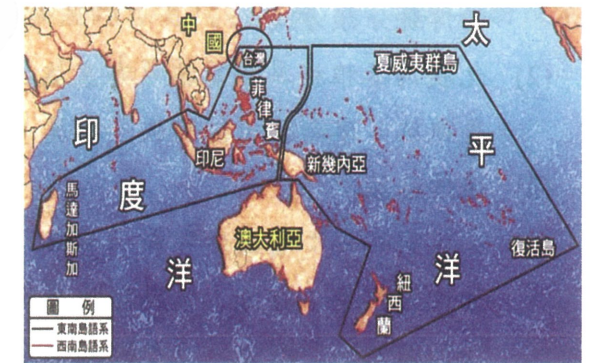 中國
台灣
太平洋
夏威夷群島
菲律賓
印度洋
印尼
新幾內亞
馬達加斯加
澳大利亞
復活島
紐西蘭
圖例
東南島語系
西南島語系